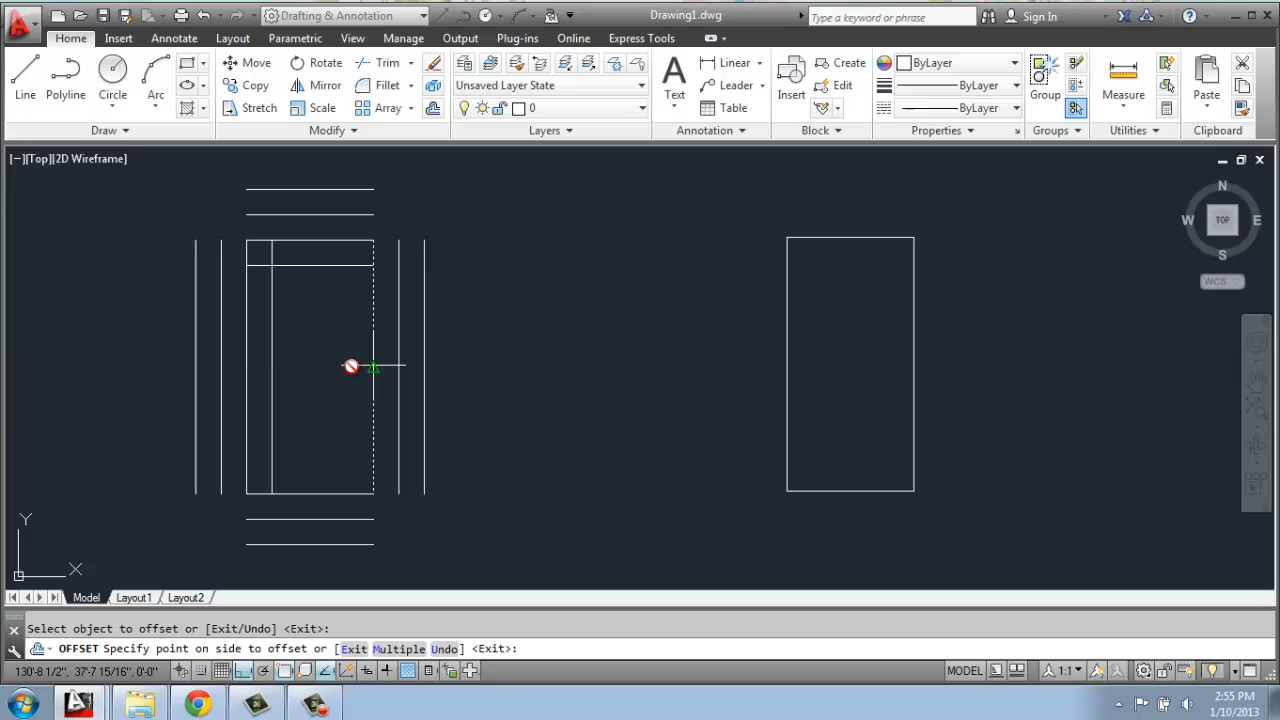 Drafting & Annotation
Drawing1.dwg
Type a keyword or phrase
Sign In
Home Insert Annotate Layout Parametric View Manage Output Plug-ins Online Express Tools
Line Polyline Circle Arc
Move Rotate Trim
Copy Mirror Fillet
Stretch Scale Array
Unsaved Layer State
0
Text
Linear
Leader
Table
Insert
Create
Edit
ByLayer
ByLayer
ByLayer
Group
Measure
Paste
Draw Modify Layers Annotation Block Properties Groups Utilities Clipboard
[−][Top][2D Wireframe]
N
W TOP E
S
WCS
Y
X
Model Layout1 Layout2
Select object to offset or [Exit/Undo] <Exit>:
OFFSET Specify point on side to offset or [Exit Multiple Undo] <Exit>:
130'-8 1/2", 37'-7 15/16", 0'-0" MODEL 1:1
2:55 PM
1/10/2013